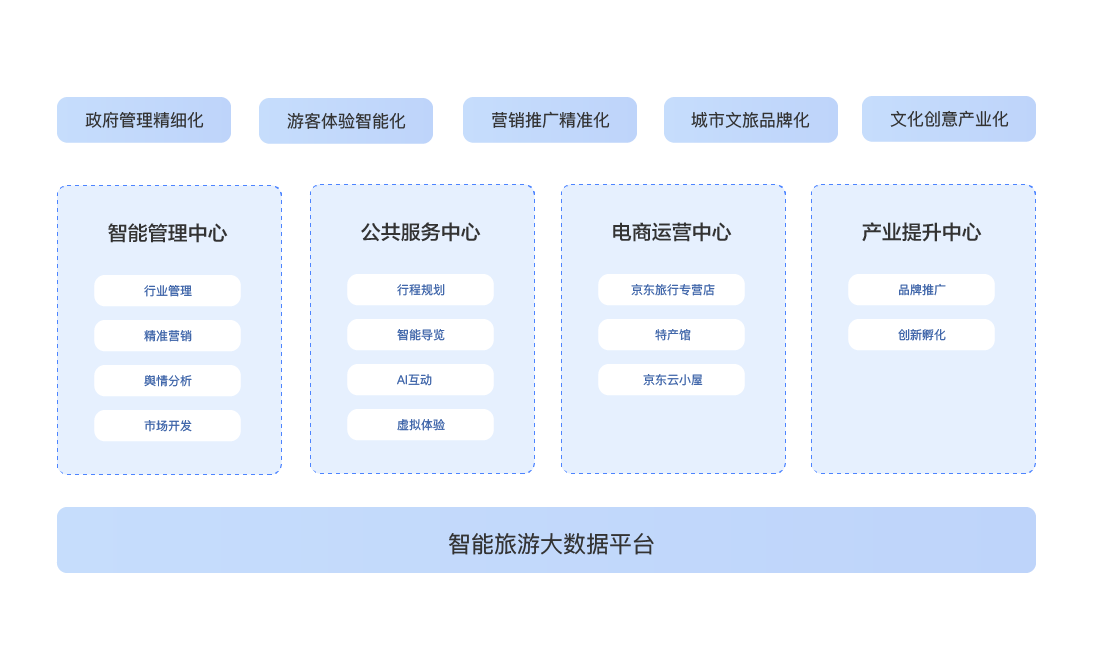 政府管理精细化
游客体验智能化
营销推广精准化
城市文旅品牌化
文化创意产业化
智能管理中心
行业管理
精准营销
舆情分析
市场开发
公共服务中心
行程规划
智能导览
AI互动
虚拟体验
电商运营中心
京东旅行专营店
特产馆
京东云小屋
产业提升中心
品牌推广
创新孵化
智能旅游大数据平台